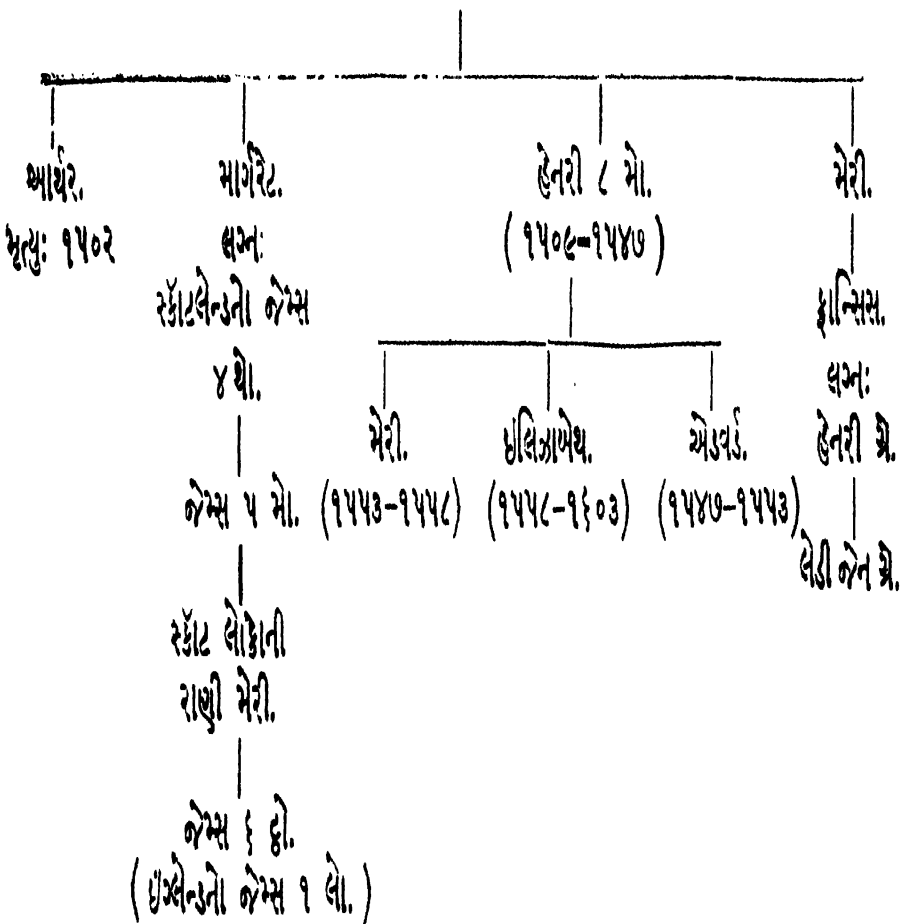 આર્થર. માર્ગરેટ. હેનરી ૮ મો. મેરી.
મૃત્યુઃ ૧૫૦૨ લગ્નઃ (૧૫૦૯–૧૫૪૭)
સ્કૉટલેન્ડનો જેમ્સ ફ્રાન્સિસ.
૪થો. લગ્નઃ
મેરી. ઇલિઝાબેથ. એડવર્ડ. હેનરી ગ્રે.
જેમ્સ ૫ મો. (૧૫૫૩–૧૫૫૮) (૧૫૫૮–૧૬૦૩) (૧૫૪૭–૧૫૫૩)
લેડી જેન ગ્રે.
સ્કૉટ લોકોની
રાણી મેરી.
જેમ્સ ૬ ઠ્ઠો.
(ઇંગ્લેન્ડનો જેમ્સ ૧ લો.)